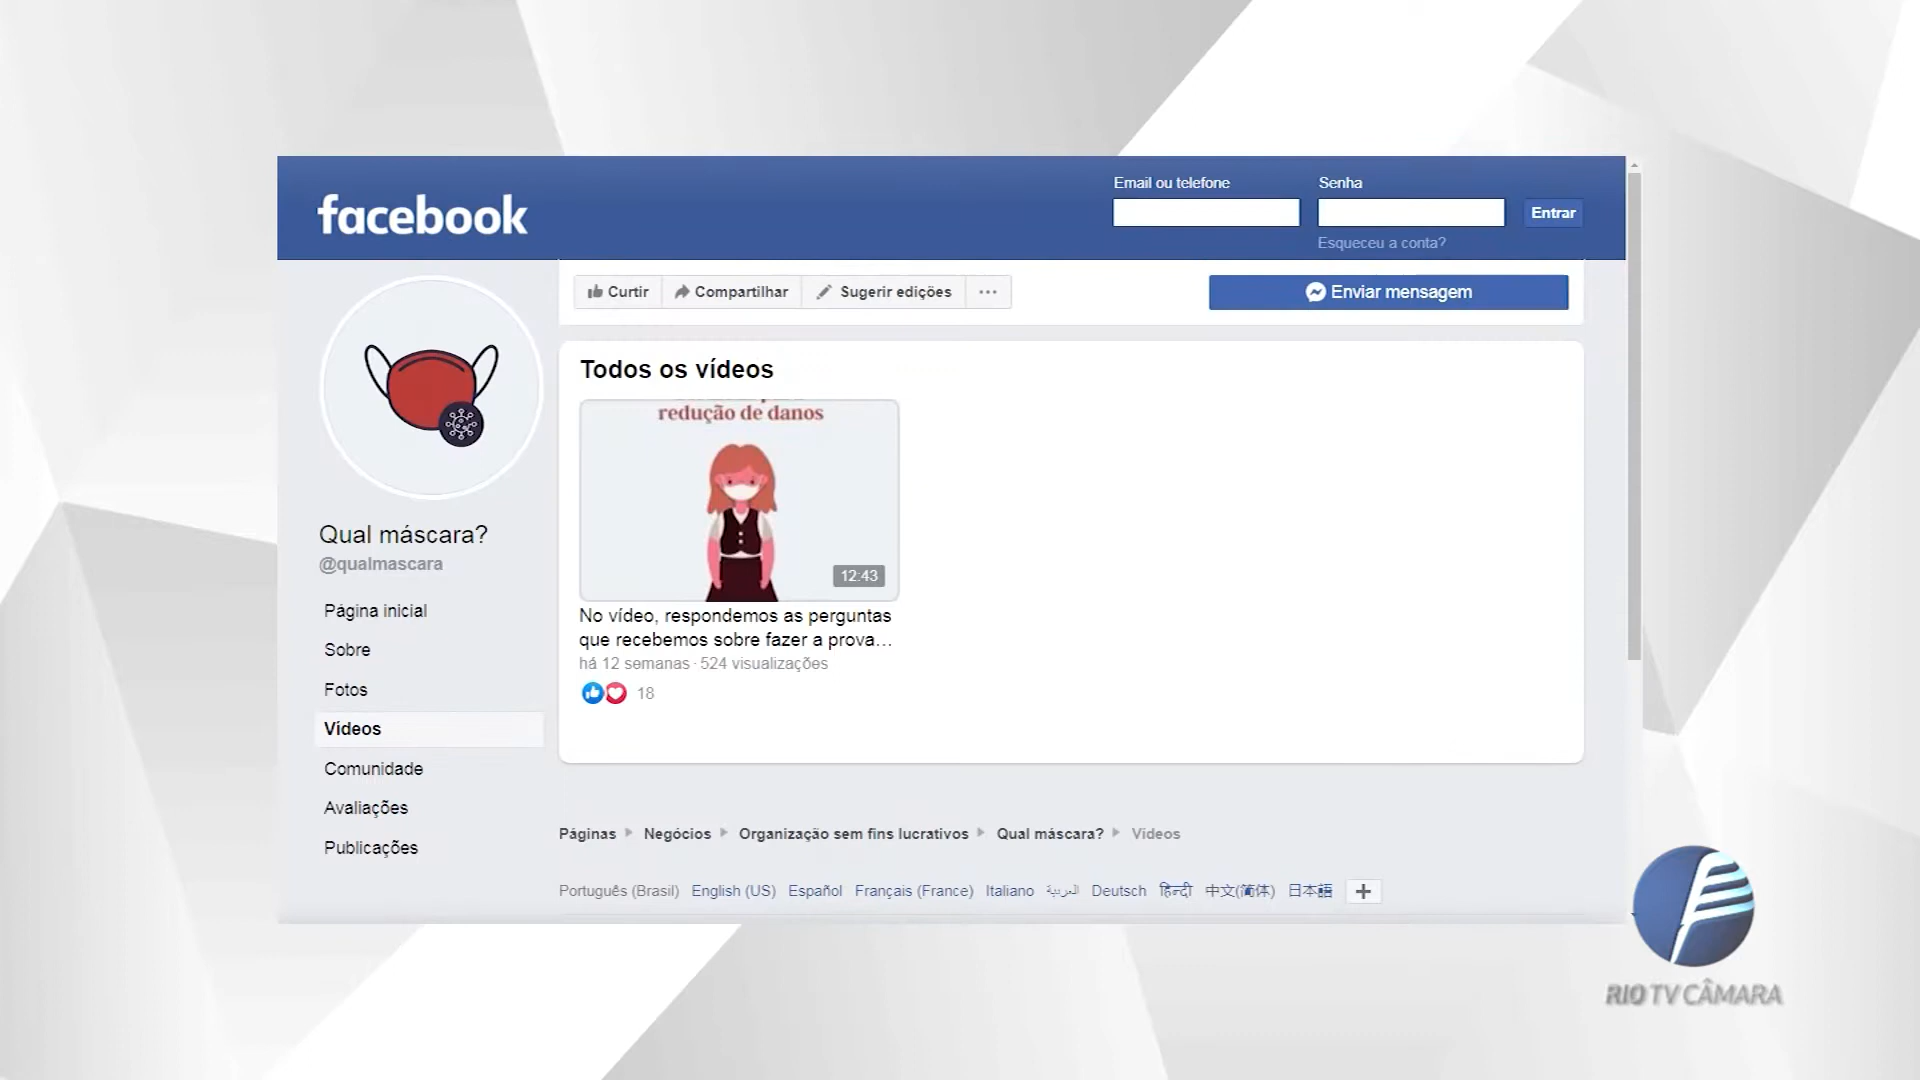 facebook
Email ou telefone
Senha
Entrar
Esqueceu a conta?
Curtir
Compartilhar
Sugerir edições
Enviar mensagem
Todos os vídeos
redução de danos
12:43
No vídeo, respondemos as perguntas
que recebemos sobre fazer a prova...
há 12 semanas · 524 visualizações
18
Qual máscara?
@qualmascara
Página inicial
Sobre
Fotos
Vídeos
Comunidade
Avaliações
Publicações
Páginas Negócios Organização sem fins lucrativos Qual máscara? Vídeos
Português (Brasil) English (US) Español Français (France) Italiano العربية Deutsch हिन्दी 中文(简体) 日本語
RIO TV CÂMARA